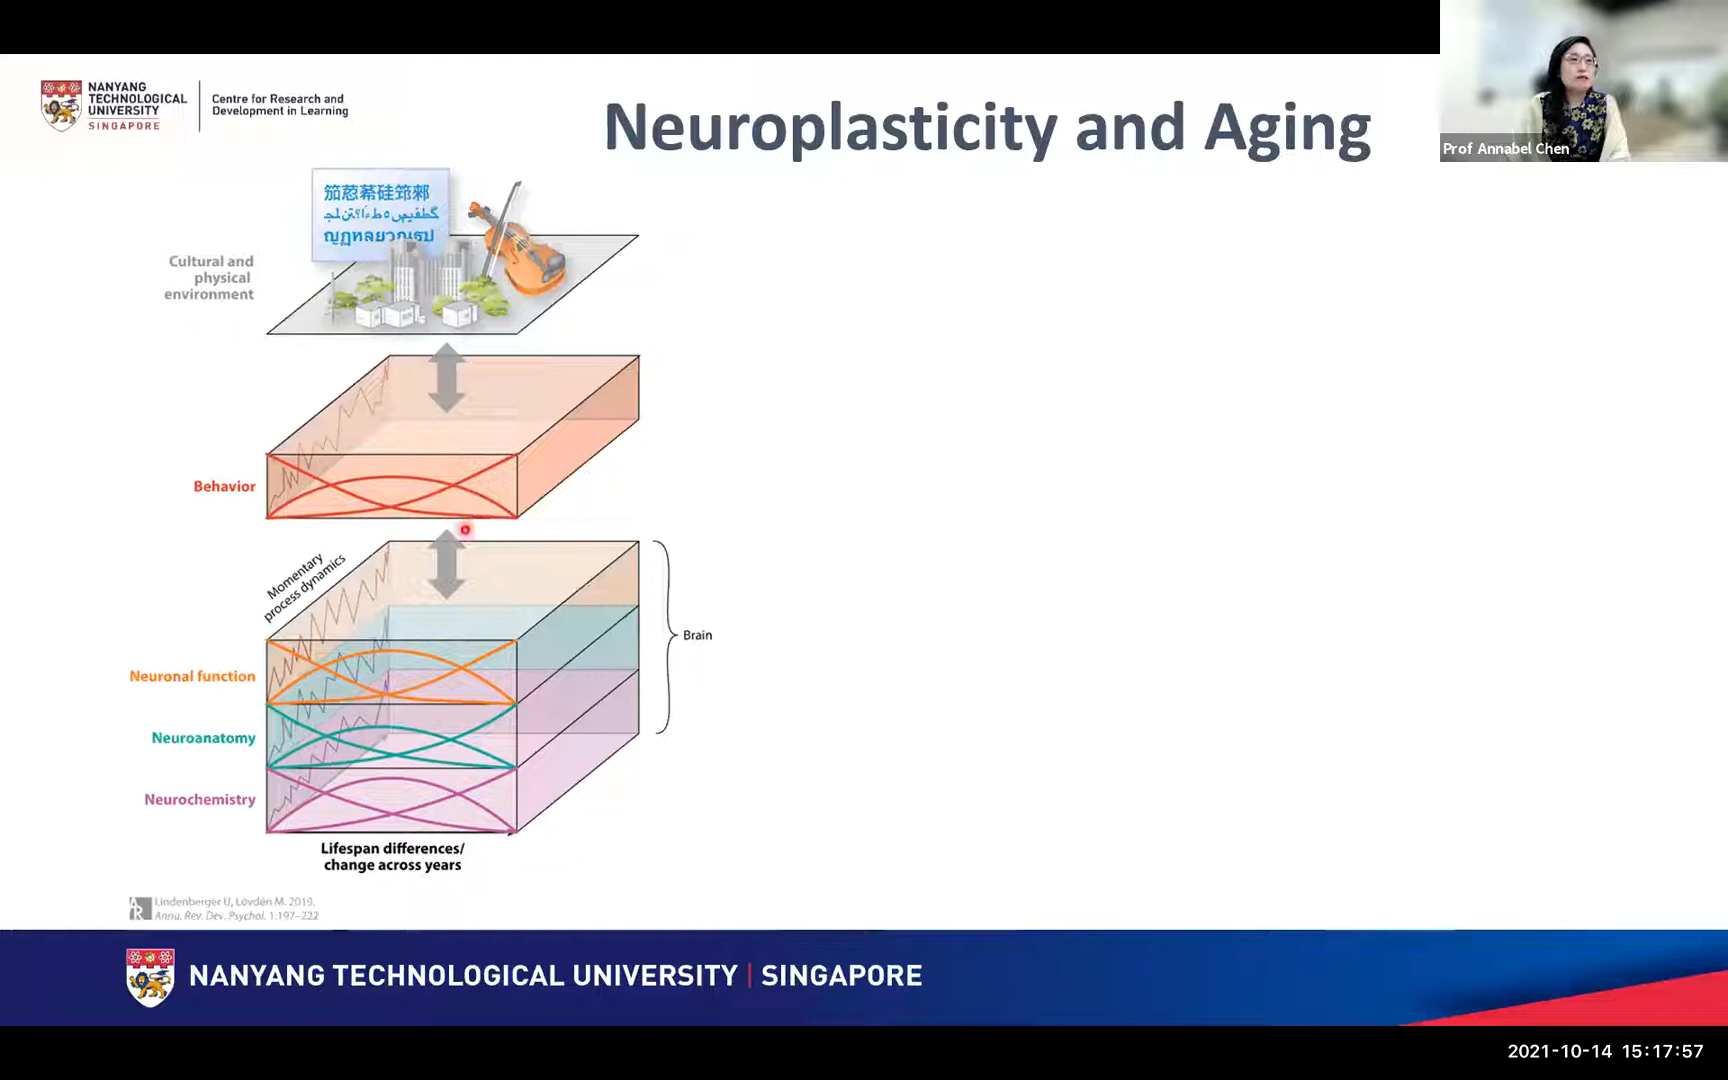 NANYANG
TECHNOLOGICAL
UNIVERSITY
SINGAPORE
Centre for Research and
Development in Learning
Neuroplasticity and Aging
Prof Annabel Chen
Cultural and
physical
environment
Behavior
Momentary
process dynamics
Brain
Neuronal function
Neuroanatomy
Neurochemistry
Lifespan differences/
change across years
AR
Lindenberger U, Lövdén M. 2019.
Annu. Rev. Dev. Psychol. 1:197–222
NANYANG TECHNOLOGICAL UNIVERSITY | SINGAPORE
2021-10-14 15:17:57